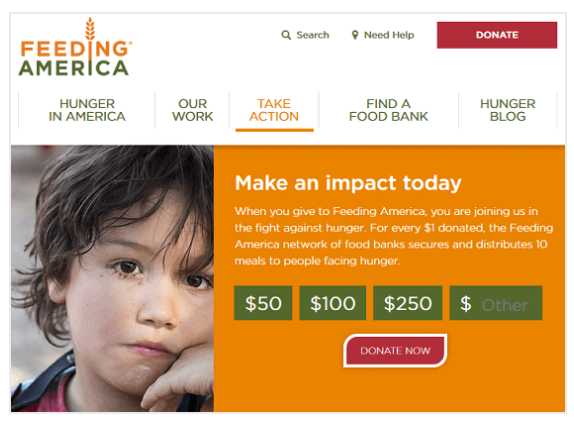 FEEDING
AMERICA
Search
Need Help
DONATE
HUNGER
IN AMERICA
OUR
WORK
TAKE
ACTION
FIND A
FOOD BANK
HUNGER
BLOG
Make an impact today
When you give to Feeding America, you are joining us in
the fight against hunger. For every $1 donated, the Feeding
America network of food banks secures and distributes 10
meals to people facing hunger.
$50
$100
$250
$ Other
DONATE NOW